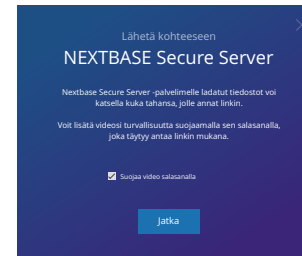 Lähetä kohteeseen
NEXTBASE Secure Server
Nextbase Secure Server -palvelimelle ladatut tiedostot voi
katsella kuka tahansa, jolle annat linkin.
Voit lisätä videosi turvallisuutta suojaamalla sen salasanalla,
joka täytyy antaa linkin mukana.
Suojaa video salasanalla
Jatka